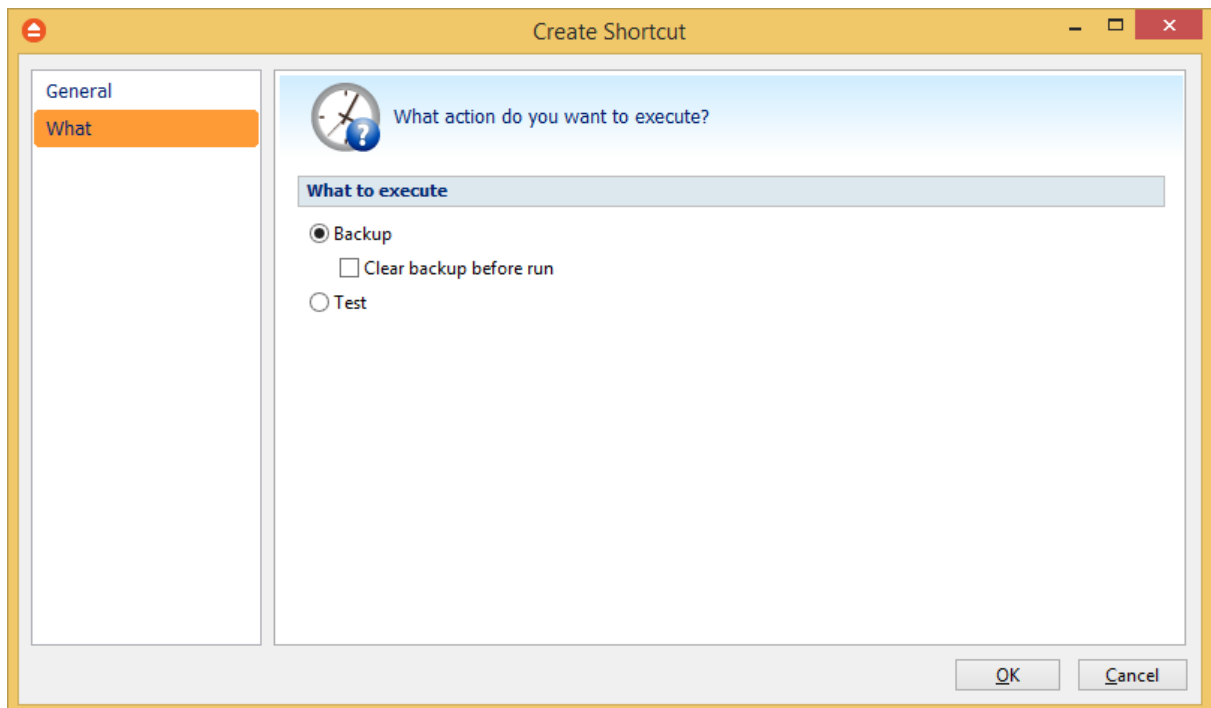 Create Shortcut
General
What
What action do you want to execute?
What to execute
Backup
Clear backup before run
Test
OK
Cancel